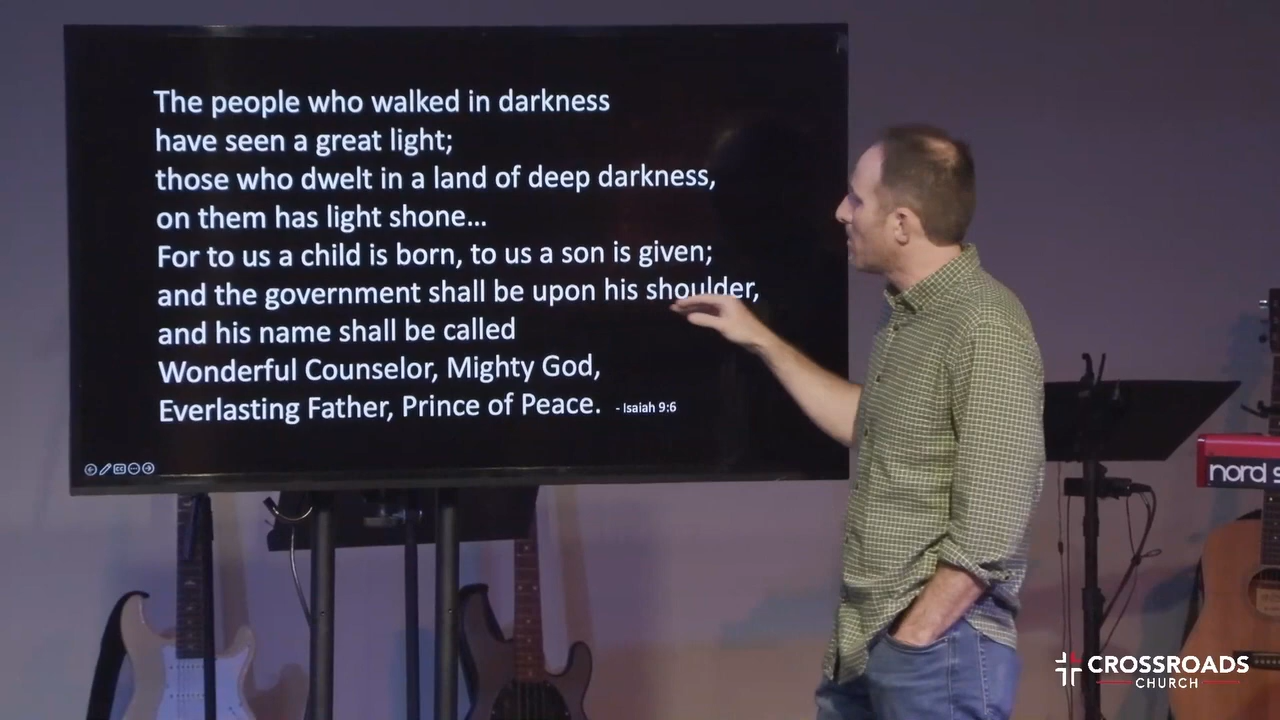 The people who walked in darkness
have seen a great light;
those who dwelt in a land of deep darkness,
on them has light shone...
For to us a child is born, to us a son is given;
and the government shall be upon his shoulder,
and his name shall be called
Wonderful Counselor, Mighty God,
Everlasting Father, Prince of Peace. - Isaiah 9:6
nord s
CROSSROADS
CHURCH